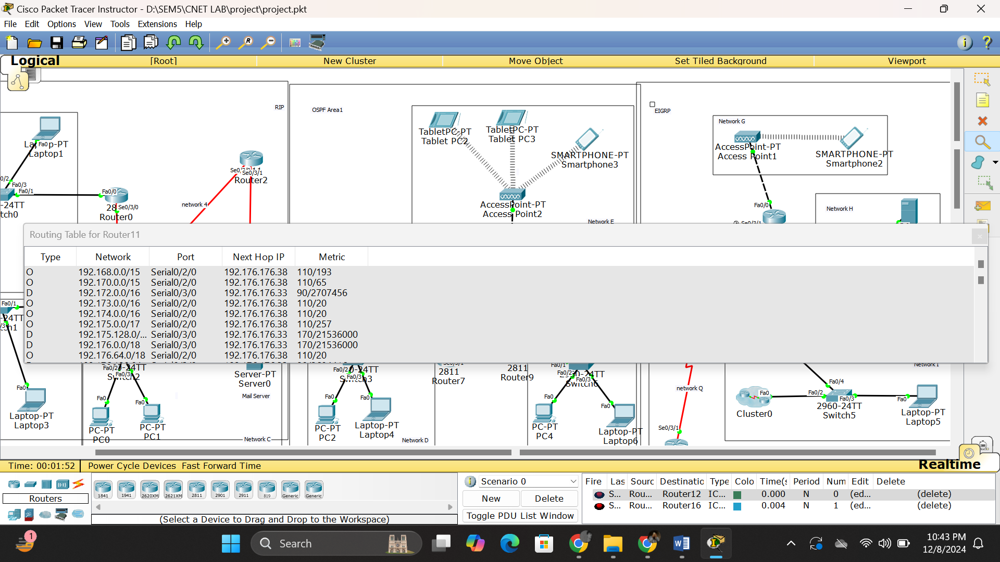 Cisco Packet Tracer Instructor - D:\SEM5\CNET LAB\project\project.pkt
File Edit Options View Tools Extensions Help
Logical [Root] New Cluster Move Object Set Tiled Background Viewport
RIP
OSPF Area1
EIGRP
Network G
TabletPC-PT
Tablet PC2
TabletPC-PT
Tablet PC3
SMARTPHONE-PT
Smartphone3
AccessPoint-PT
Access Point1
SMARTPHONE-PT
Smartphone2
Fa0
Laptop1
Se0/3/1
Router2
Fa0/3
Fa0/1
Fa0/0
28
Se0/3/0
Router0
network 4
AccessPoint-PT
Access Point2
Network E
Fa0/0
Network H
-24TT
Routing Table for Router11
Type Network Port Next Hop IP Metric
O 192.168.0.0/15 Serial0/2/0 192.176.176.38 110/193
O 192.170.0.0/15 Serial0/2/0 192.176.176.38 110/65
D 192.172.0.0/16 Serial0/3/0 192.176.176.33 90/2707456
O 192.173.0.0/16 Serial0/2/0 192.176.176.38 110/20
O 192.174.0.0/16 Serial0/2/0 192.176.176.38 110/20
O 192.175.0.0/17 Serial0/2/0 192.176.176.38 110/257
D 192.175.128.0/... Serial0/3/0 192.176.176.33 170/21536000
D 192.176.0.0/18 Serial0/3/0 192.176.176.33 170/21536000
O 192.176.64.0/18 Serial0/2/0 192.176.176.38 110/20
Fa0/1
-24TT
Fa0/2
Fa0/3
Switch2
Server-PT
Server0
Mail Server
Fa0/2
Fa0/3
Switch3
2811
Router7
2811
Router9
Fa0/1
Fa0/2
Fa0/3
Switch6
network Q
Fa0/4
Fa0/2
Fa0/3
2960-24TT
Switch5
Fa0
Cluster0
Fa0
Laptop-PT
Laptop5
Fa0
Laptop-PT
Laptop3
Fa0
PC-PT
PC0
Fa0
PC-PT
PC1
Network C
Fa0
PC-PT
PC2
Fa0
Laptop-PT
Laptop4
Network D
Fa0
PC-PT
PC4
Fa0
Laptop-PT
Laptop6
Se0/3/1
Time: 00:01:52 Power Cycle Devices Fast Forward Time Realtime
Routers
1841 1941 2620XM 2621XM 2811 2901 2911 819 Generic Generic
(Select a Device to Drag and Drop to the Workspace)
Scenario 0
New Delete
Toggle PDU List Window
Fire Las Sourc Destinatio Type Colo Time(s Period Num Edit Delete
S... Rou... Router12 IC... 0.000 N 0 (ed... (delete)
S... Rou... Router16 IC... 0.004 N 1 (ed... (delete)
1
Search
10:43 PM
12/8/2024